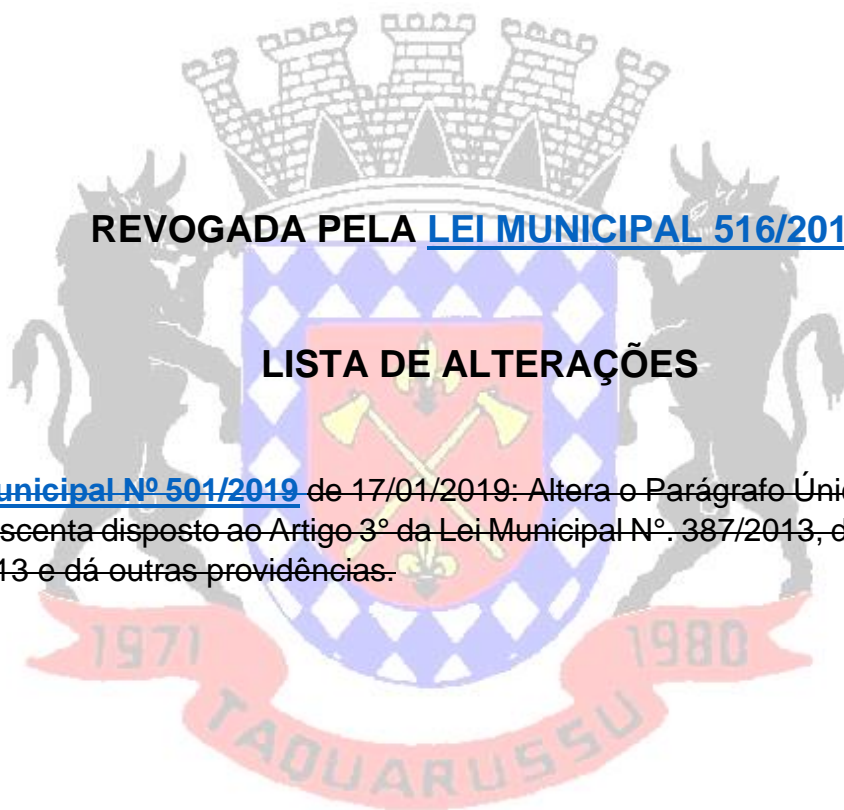 REVOGADA PELA LEI MUNICIPAL 516/201
LISTA DE ALTERAÇÕES
unicipal Nº 501/2019 de 17/01/2019: Altera o Parágrafo Úni
scenta disposto ao Artigo 3° da Lei Municipal N°. 387/2013, d
13 e dá outras providências.
1971 1980
TAQUARUSSU